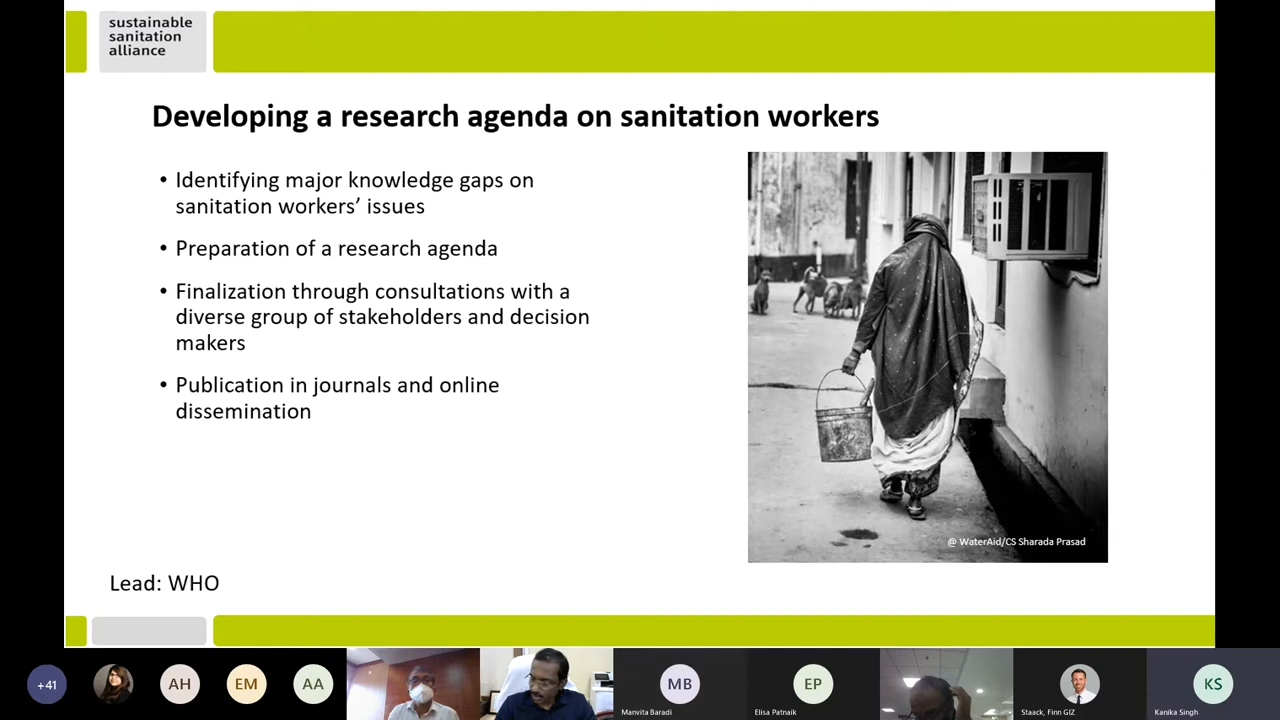 sustainable
sanitation
alliance
Developing a research agenda on sanitation workers
• Identifying major knowledge gaps on
sanitation workers’ issues
• Preparation of a research agenda
• Finalization through consultations with a
diverse group of stakeholders and decision
makers
• Publication in journals and online
dissemination
@ WaterAid/CS Sharada Prasad
Lead: WHO
+41
AH
EM
AA
MB
EP
KS
Manvita Baradi
Elisa Patnaik
Staack, Finn GIZ
Kanika Singh